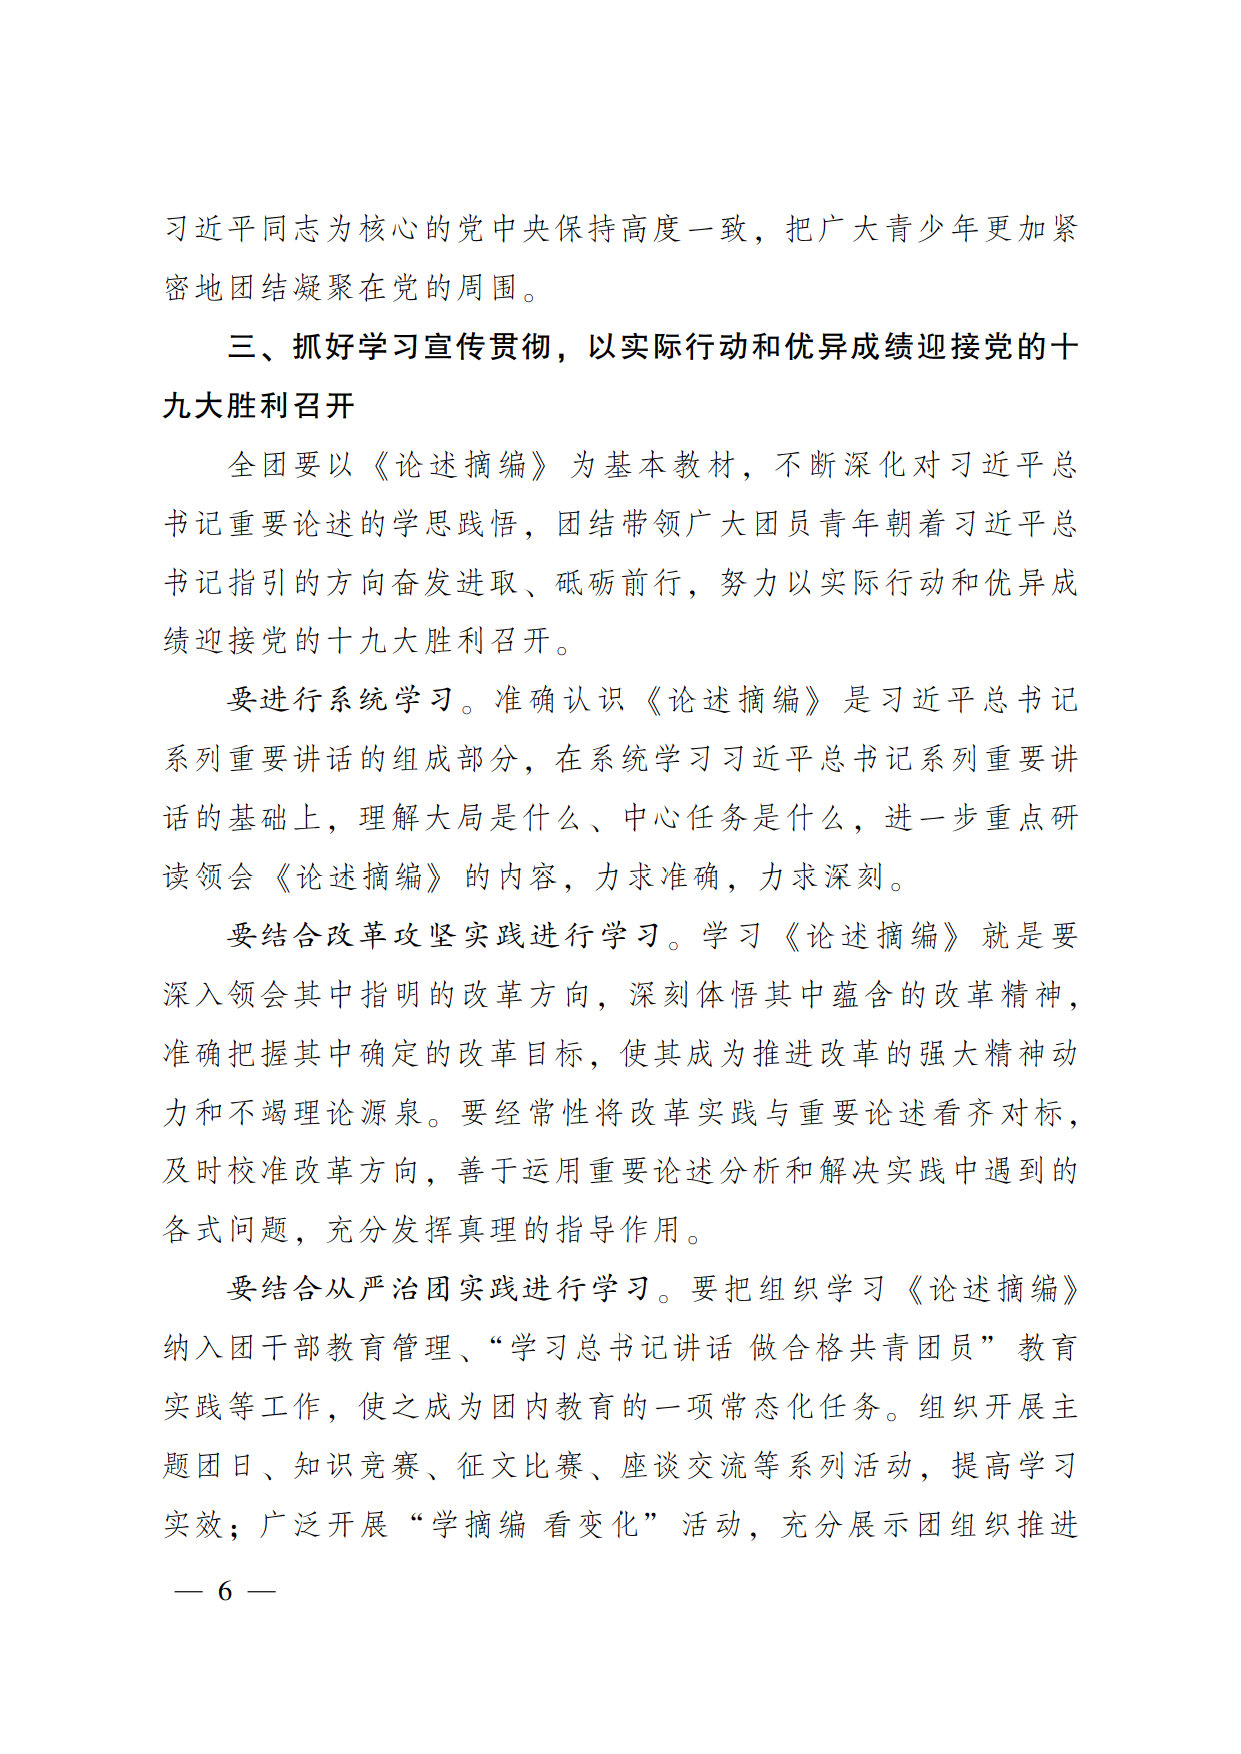 习近平同志为核心的党中央保持高度一致，把广大青少年更加紧
密地团结凝聚在党的周围。
三、抓好学习宣传贯彻，以实际行动和优异成绩迎接党的十
九大胜利召开
全团要以《论述摘编》为基本教材，不断深化对习近平总
书记重要论述的学思践悟，团结带领广大团员青年朝着习近平总
书记指引的方向奋发进取、砥砺前行，努力以实际行动和优异成
绩迎接党的十九大胜利召开。
要进行系统学习。准确认识《论述摘编》是习近平总书记
系列重要讲话的组成部分，在系统学习习近平总书记系列重要讲
话的基础上，理解大局是什么、中心任务是什么，进一步重点研
读领会《论述摘编》的内容，力求准确，力求深刻。
要结合改革攻坚实践进行学习。学习《论述摘编》就是要
深入领会其中指明的改革方向，深刻体悟其中蕴含的改革精神，
准确把握其中确定的改革目标，使其成为推进改革的强大精神动
力和不竭理论源泉。要经常性将改革实践与重要论述看齐对标，
及时校准改革方向，善于运用重要论述分析和解决实践中遇到的
各式问题，充分发挥真理的指导作用。
要结合从严治团实践进行学习。要把组织学习《论述摘编》
纳入团干部教育管理、“学习总书记讲话 做合格共青团员”教育
实践等工作，使之成为团内教育的一项常态化任务。组织开展主
题团日、知识竞赛、征文比赛、座谈交流等系列活动，提高学习
实效；广泛开展“学摘编 看变化”活动，充分展示团组织推进
— 6 —